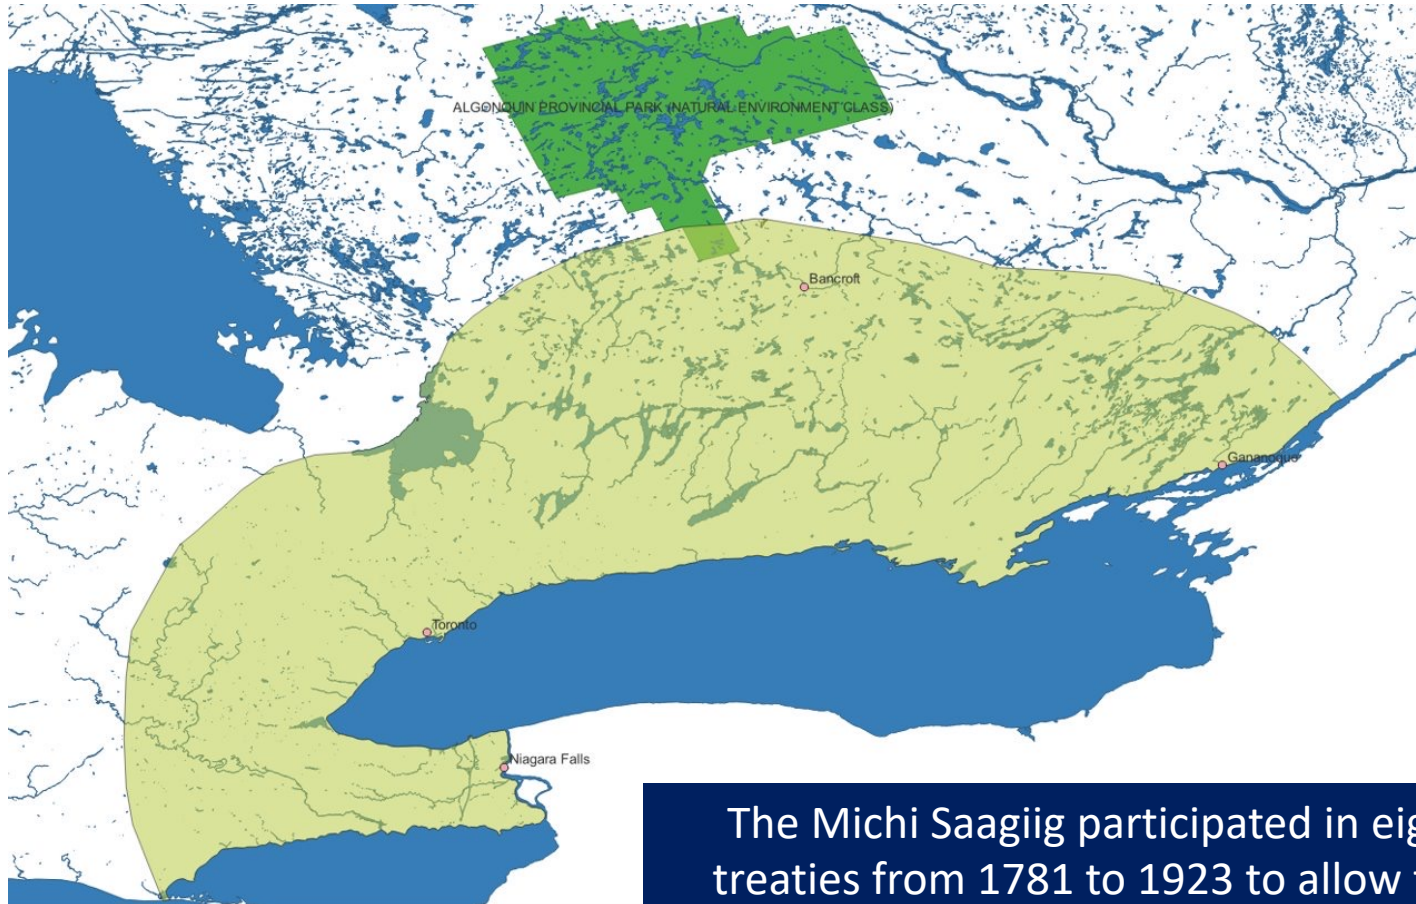 ALGONQUIN PROVINCIAL PARK (NATURAL ENVIRONMENT CLASS)
Bancroft
Gananoque
Toronto
Niagara Falls
The Michi Saagiig participated in
treaties from 1781 to 1923 to allow